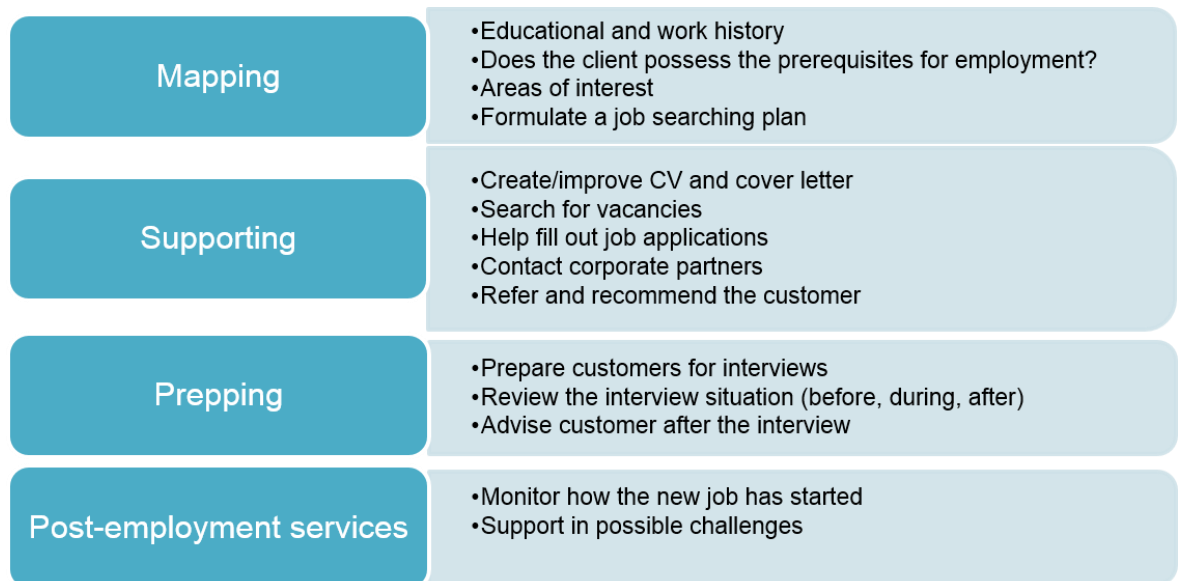 Mapping
•Educational and work history
•Does the client possess the prerequisites for employment?
•Areas of interest
•Formulate a job searching plan
Supporting
•Create/improve CV and cover letter
•Search for vacancies
•Help fill out job applications
•Contact corporate partners
•Refer and recommend the customer
Prepping
•Prepare customers for interviews
•Review the interview situation (before, during, after)
•Advise customer after the interview
Post-employment services
•Monitor how the new job has started
•Support in possible challenges